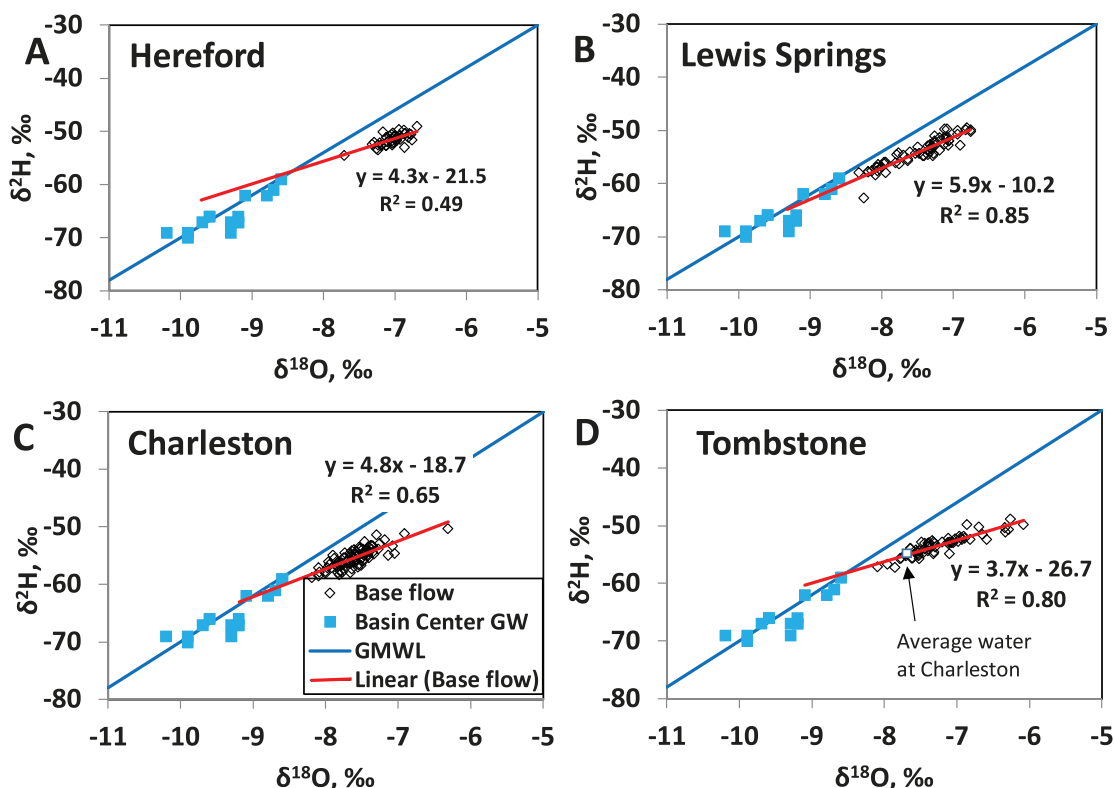 A
Hereford
-30
-40
-50
-60
-70
-80
δ²H, ‰
y = 4.3x - 21.5
R² = 0.49
-11 -10 -9 -8 -7 -6 -5
δ¹⁸O, ‰
B
Lewis Springs
-30
-40
-50
-60
-70
-80
δ²H, ‰
y = 5.9x - 10.2
R² = 0.85
-11 -10 -9 -8 -7 -6 -5
δ¹⁸O, ‰
C
Charleston
-30
-40
-50
-60
-70
-80
δ²H, ‰
y = 4.8x - 18.7
R² = 0.65
Base flow
Basin Center GW
GMWL
Linear (Base flow)
-11 -10 -9 -8 -7 -6 -5
δ¹⁸O, ‰
D
Tombstone
-30
-40
-50
-60
-70
-80
δ²H, ‰
y = 3.7x - 26.7
R² = 0.80
Average water
at Charleston
-11 -10 -9 -8 -7 -6 -5
δ¹⁸O, ‰